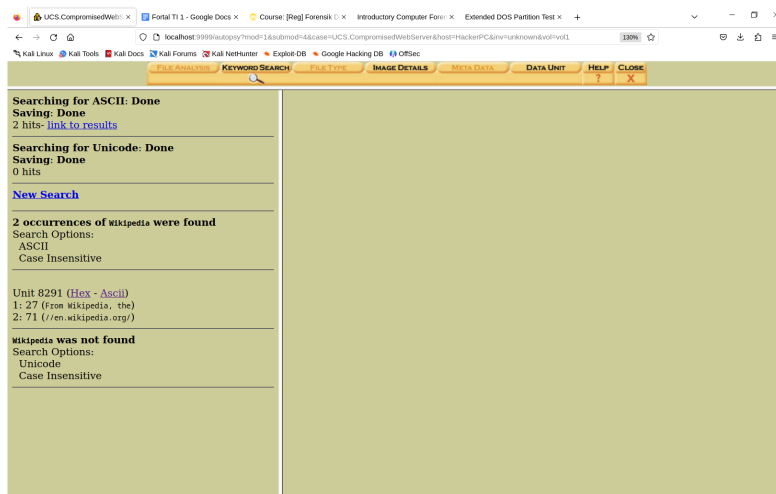 UCS.CompromisedWebS
Fortal TI 1 - Google Docs
Course: [Reg] Forensik D
Introductory Computer Foren
Extended DOS Partition Test
localhost:9999/autopsy?mod=1&submod=4&case=UCS.CompromisedWebServer&host=HackerPC&inv=unknown&vol=vol1
130%
Kali Linux Kali Tools Kali Docs Kali Forums Kali NetHunter Exploit-DB Google Hacking DB OffSec
FILE ANALYSIS KEYWORD SEARCH FILE TYPE IMAGE DETAILS META DATA DATA UNIT HELP CLOSE
? X
Searching for ASCII: Done
Saving: Done
2 hits- link to results
Searching for Unicode: Done
Saving: Done
0 hits
New Search
2 occurrences of Wikipedia were found
Search Options:
ASCII
Case Insensitive
Unit 8291 (Hex - Ascii)
1: 27 (From Wikipedia, the)
2: 71 (//en.wikipedia.org/)
Wikipedia was not found
Search Options:
Unicode
Case Insensitive